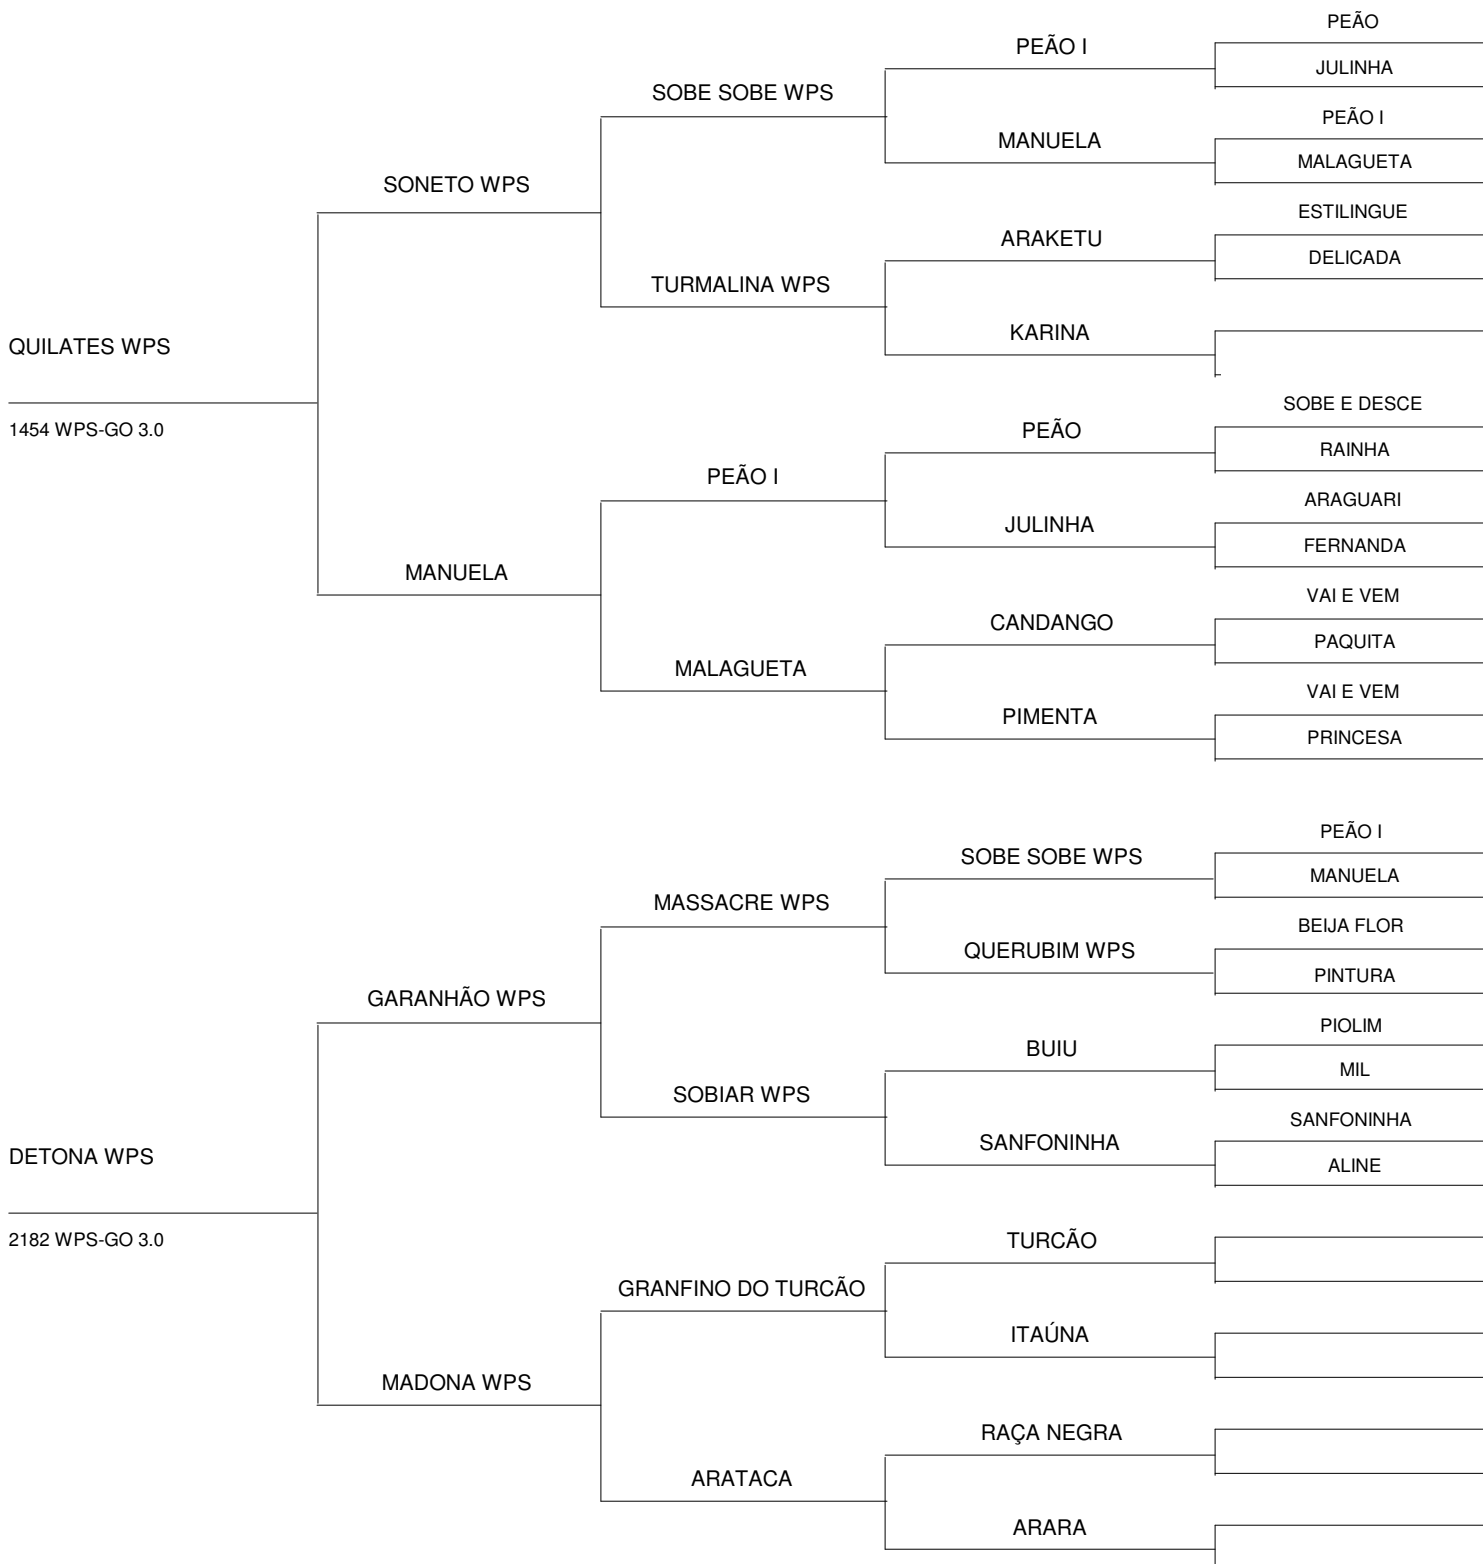 PEÃO
PEÃO I
JULINHA
SOBE SOBE WPS
PEÃO I
MANUELA
MALAGUETA
SONETO WPS
ESTILINGUE
ARAKETU
DELICADA
TURMALINA WPS
KARINA
QUILATES WPS
1454 WPS-GO 3.0
SOBE E DESCE
PEÃO
RAINHA
PEÃO I
ARAGUARI
JULINHA
FERNANDA
MANUELA
VAI E VEM
CANDANGO
PAQUITA
MALAGUETA
VAI E VEM
PIMENTA
PRINCESA
PEÃO I
SOBE SOBE WPS
MANUELA
MASSACRE WPS
BEIJA FLOR
QUERUBIM WPS
PINTURA
GARANHÃO WPS
PIOLIM
BUIU
MIL
SOBIAR WPS
SANFONINHA
SANFONINHA
ALINE
DETONA WPS
2182 WPS-GO 3.0
TURCÃO
GRANFINO DO TURCÃO
ITAÚNA
MADONA WPS
RAÇA NEGRA
ARATACA
ARARA